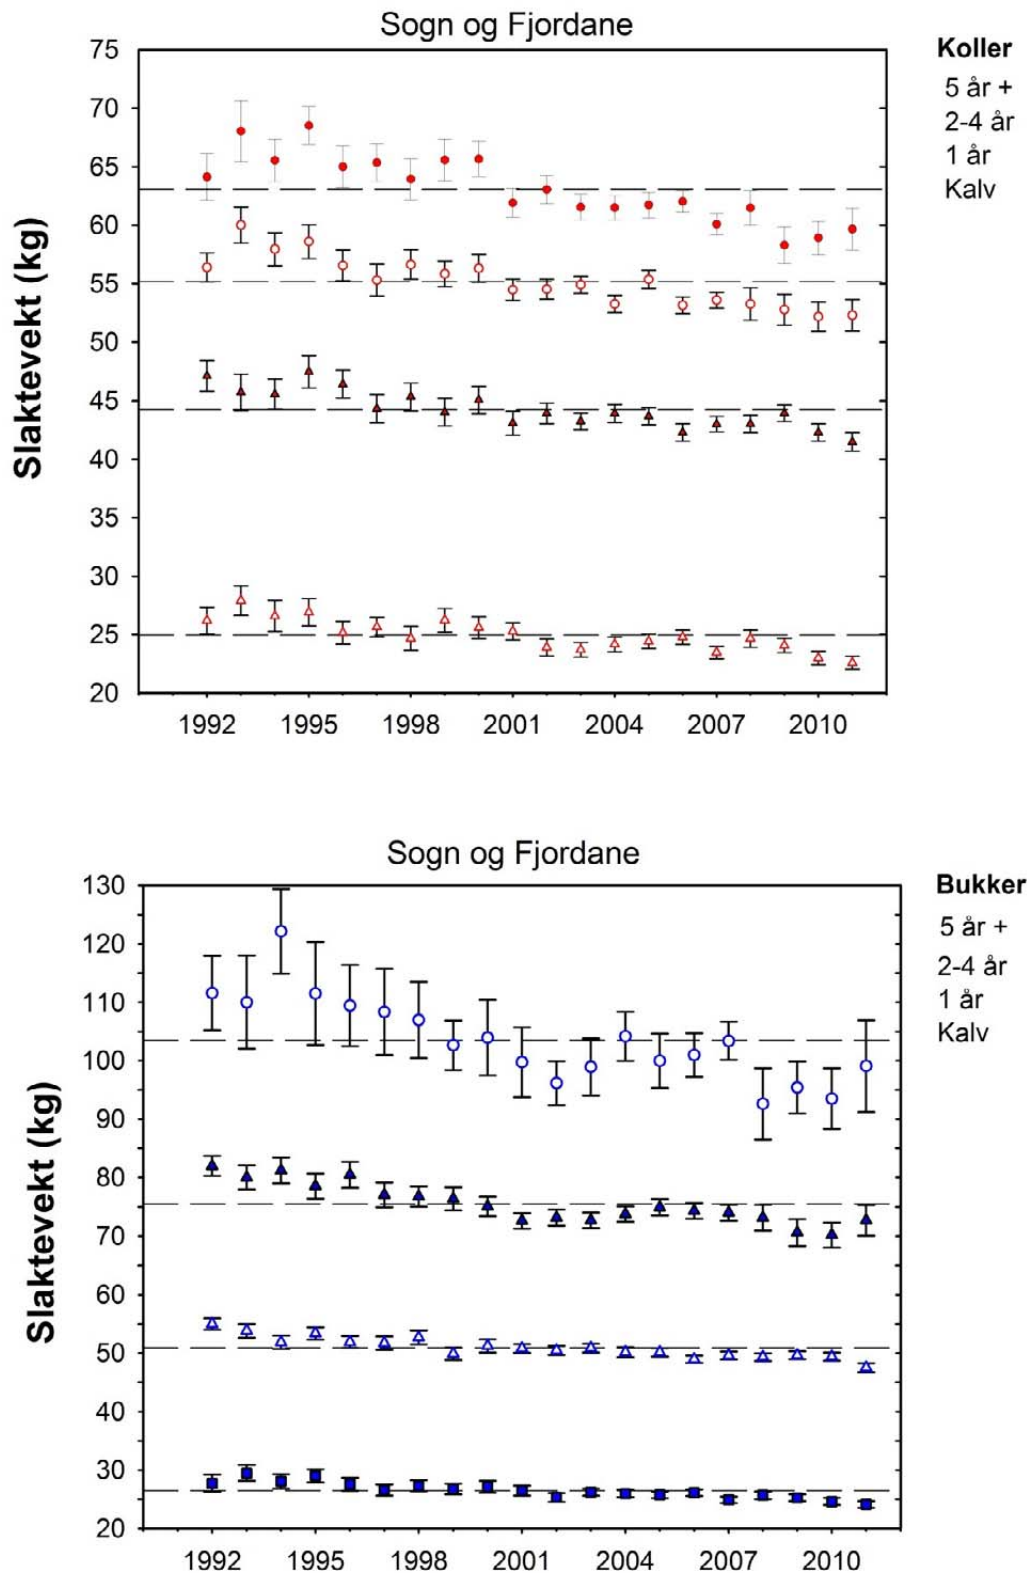 Sogn og Fjordane
Koller
5 år +
2-4 år
1 år
Kalv
Slaktevekt (kg)
75
70
65
60
55
50
45
40
35
30
25
20
1992 1995 1998 2001 2004 2007 2010
Sogn og Fjordane
Bukker
5 år +
2-4 år
1 år
Kalv
Slaktevekt (kg)
130
120
110
100
90
80
70
60
50
40
30
20
1992 1995 1998 2001 2004 2007 2010